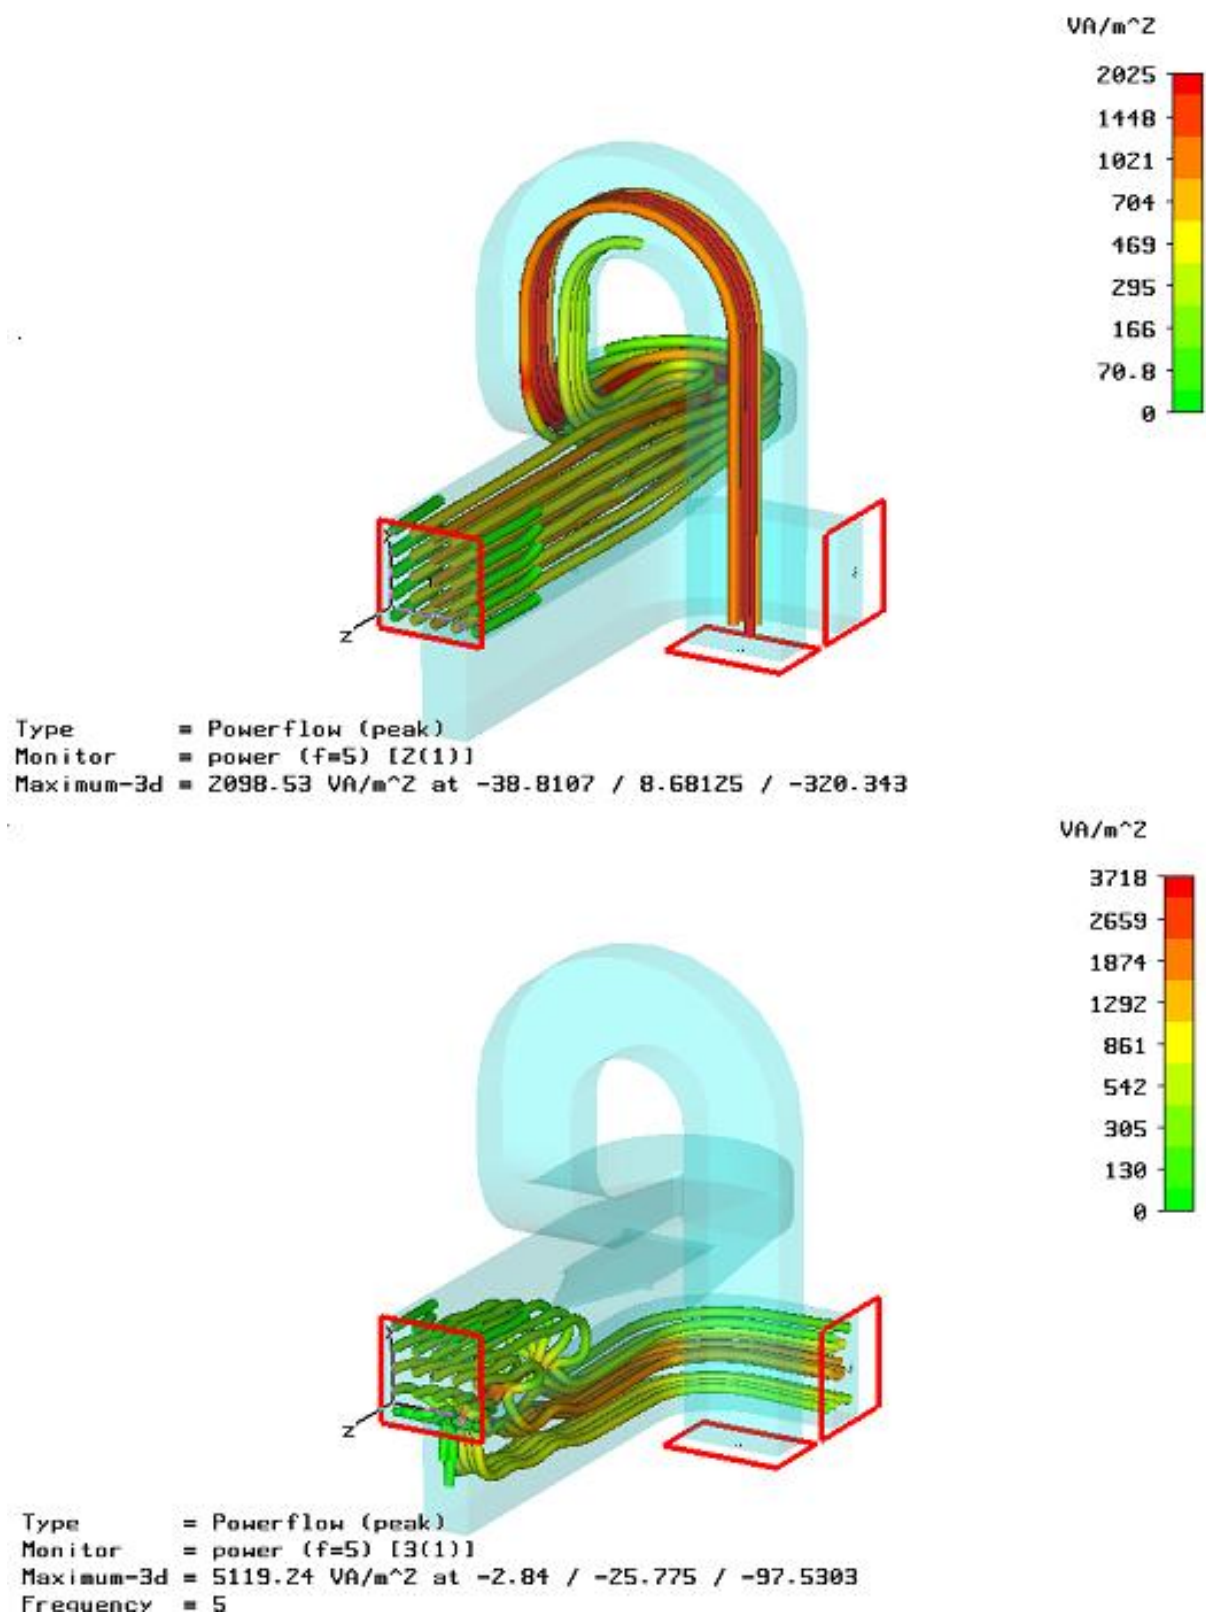 VA/m^2
2025
1448
1021
704
469
295
166
70.8
0
X
Z
Type = Powerflow (peak)
Monitor = power (f=5) [2(1)]
Maximum-3d = 2098.53 VA/m^2 at -38.8107 / 8.68125 / -320.343
VA/m^2
3718
2659
1874
1292
861
542
305
130
0
X
Z
Type = Powerflow (peak)
Monitor = power (f=5) [3(1)]
Maximum-3d = 5119.24 VA/m^2 at -2.84 / -25.775 / -97.5303
Frequency = 5